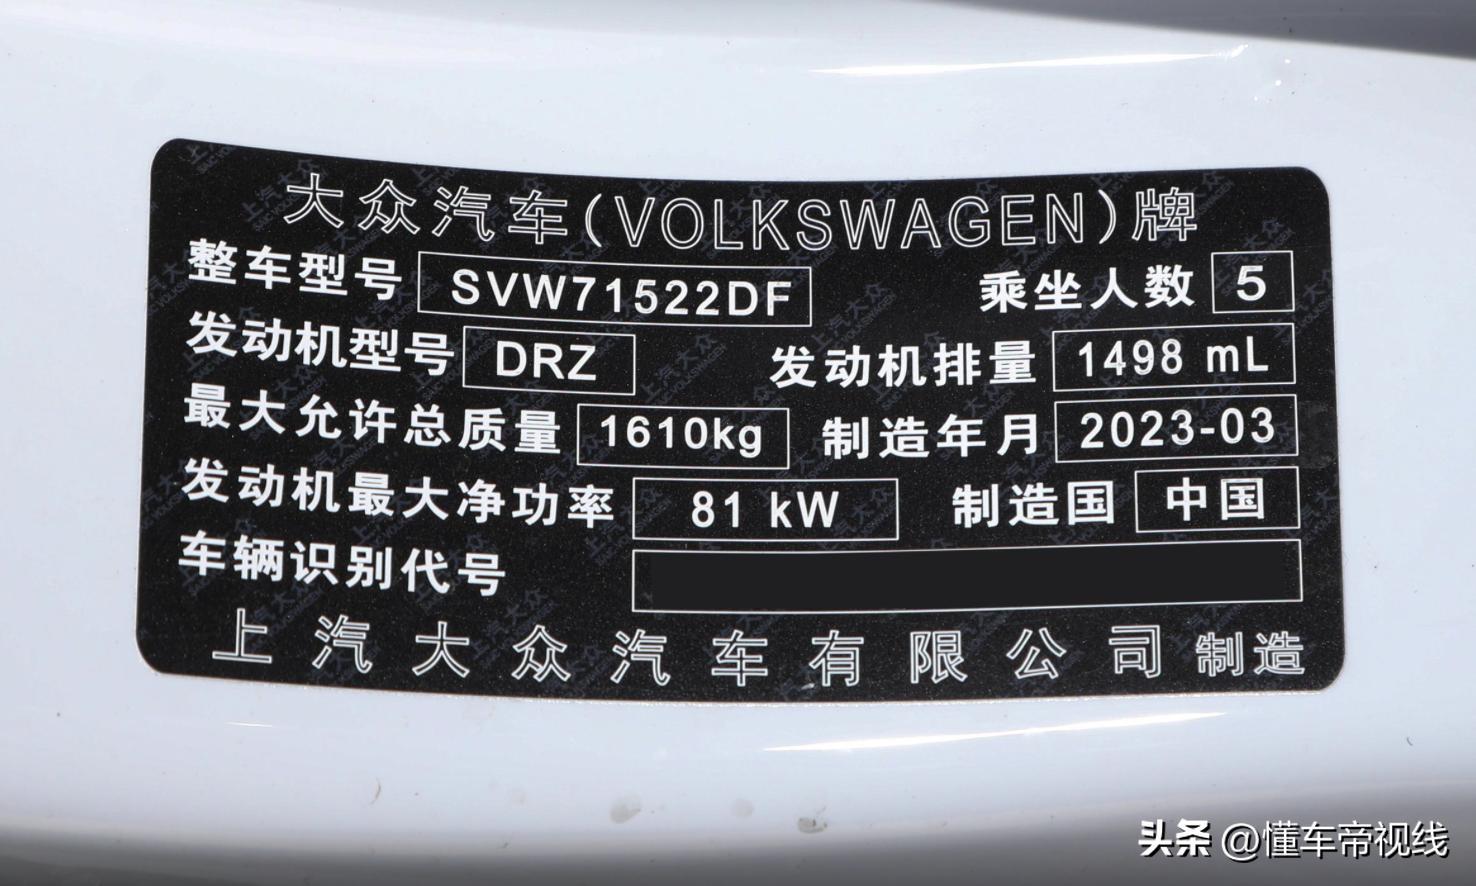 大众汽车(VOLKSWAGEN)牌
整车型号 SVW71522DF 乘坐人数 5
发动机型号 DRZ 发动机排量 1498 mL
最大允许总质量 1610kg 制造年月 2023-03
发动机最大净功率 81 kW 制造国 中国
车辆识别代号
上汽大众汽车有限公司制造
头条 @懂车帝视线